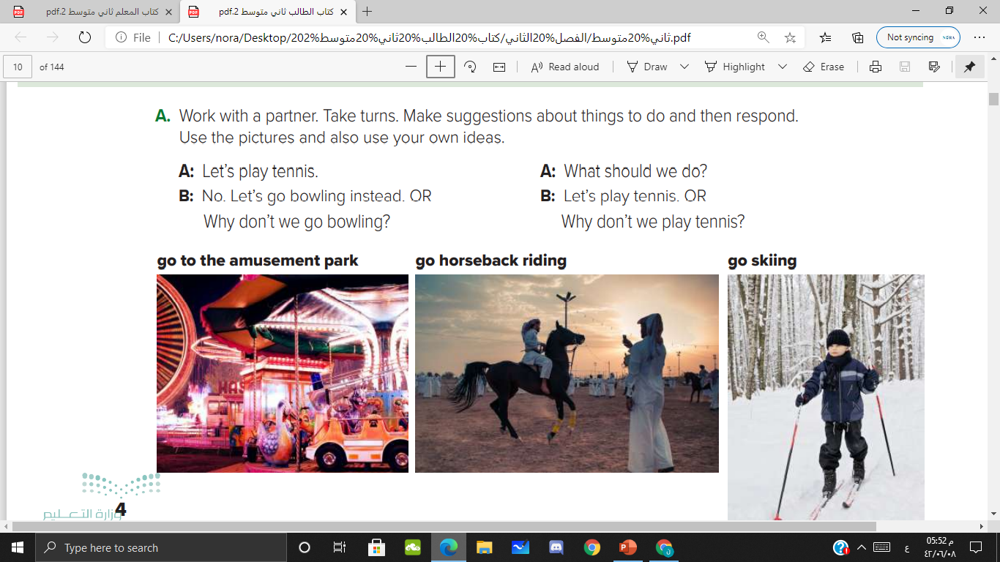 كتاب المعلم ثاني متوسط 2.pdf
كتاب الطالب ثاني متوسط 2.pdf
File
C:/Users/nora/Desktop/202%ثاني%20متوسط/الفصل%20الثاني/كتاب%20الطالب%20ثاني%20متوسط.pdf
Not syncing
NORA
10
of 144
Read aloud
Draw
Highlight
Erase
A. Work with a partner. Take turns. Make suggestions about things to do and then respond.
Use the pictures and also use your own ideas.
A: Let's play tennis.
B: No. Let's go bowling instead. OR
Why don't we go bowling?
A: What should we do?
B: Let's play tennis. OR
Why don't we play tennis?
go to the amusement park
go horseback riding
go skiing
وزارة التعـليم
4
Type here to search
ع
05:52 م
٤٢/٠٦/٠٨